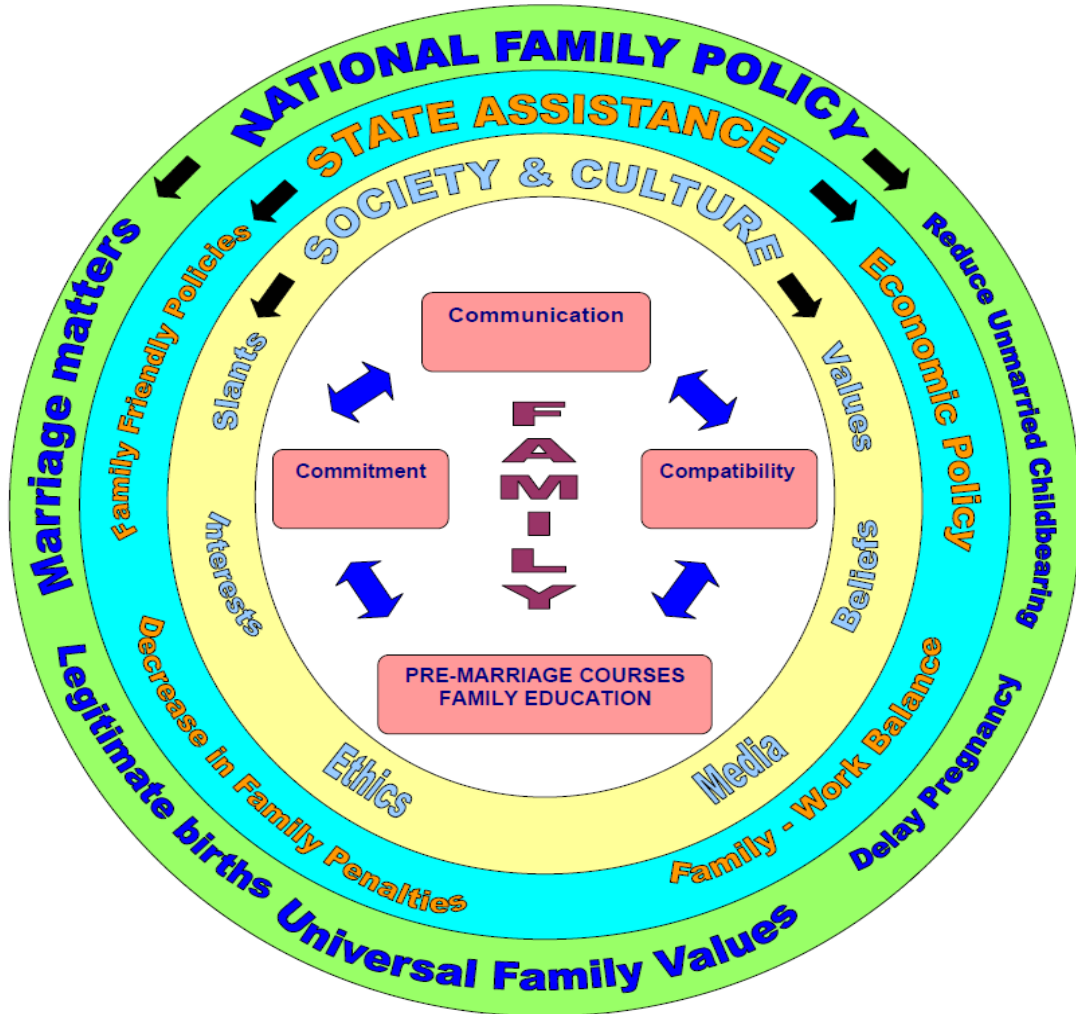 NATIONAL FAMILY POLICY
Marriage matters
Legitimate births
Universal Family Values
Delay Pregnancy
Reduce Unmarried Childbearing
STATE ASSISTANCE
Family Friendly Policies
Decrease in Family Penalties
Family - Work Balance
Economic Policy
SOCIETY & CULTURE
Slants
Interests
Ethics
Media
Beliefs
Values
Communication
Commitment
FAMILY
Compatibility
PRE-MARRIAGE COURSES
FAMILY EDUCATION